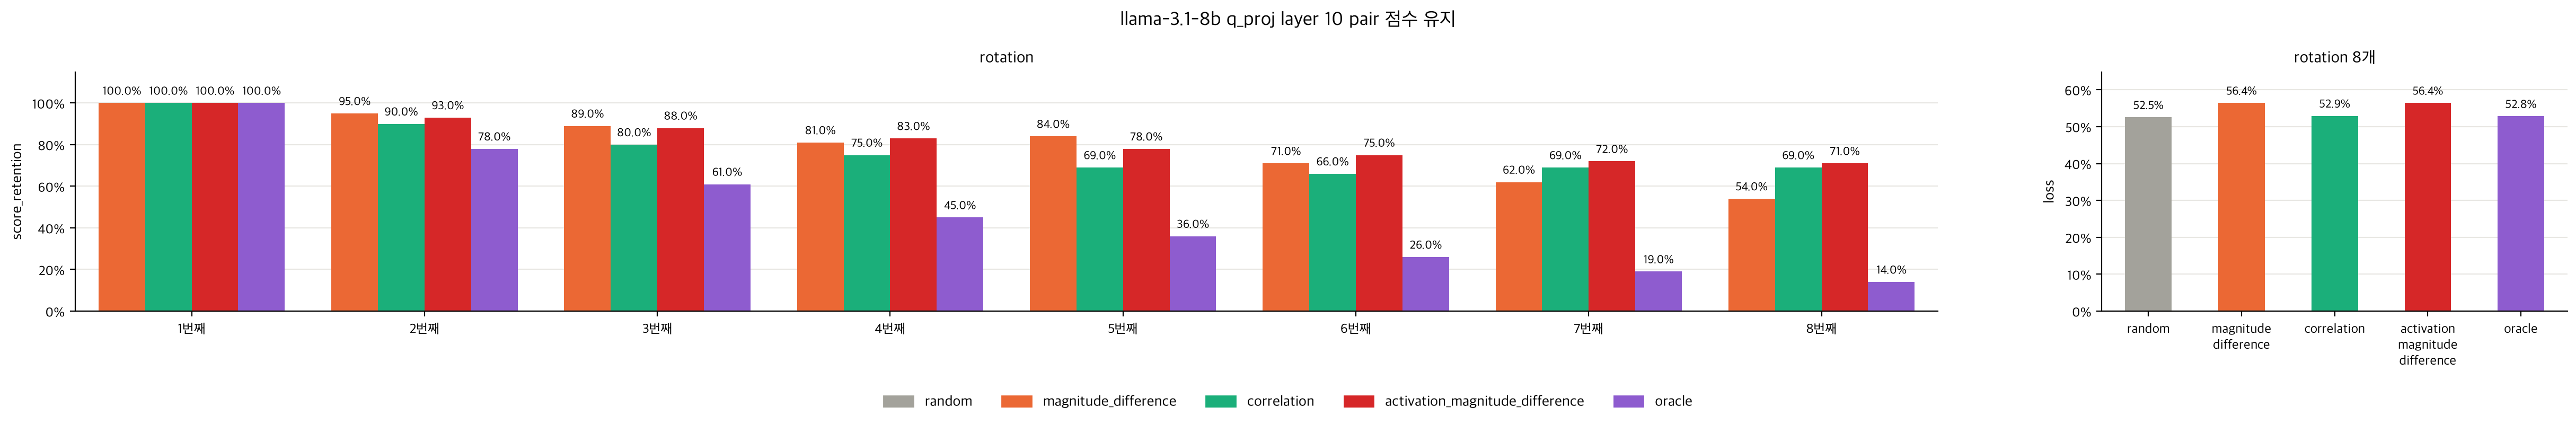 llama-3.1-8b q_proj layer 10 pair 점수 유지
rotation
score_retention
100%
80%
60%
40%
20%
0%
100.0% 100.0% 100.0% 100.0%
95.0% 90.0% 93.0% 78.0%
89.0% 80.0% 88.0% 61.0%
81.0% 75.0% 83.0% 45.0%
84.0% 69.0% 78.0% 36.0%
71.0% 66.0% 75.0% 26.0%
62.0% 69.0% 72.0% 19.0%
54.0% 69.0% 71.0% 14.0%
1번째 2번째 3번째 4번째 5번째 6번째 7번째 8번째
rotation 8개
loss
60%
50%
40%
30%
20%
10%
0%
52.5% 56.4% 52.9% 56.4% 52.8%
random magnitude correlation activation oracle
difference magnitude
difference
random magnitude_difference correlation activation_magnitude_difference oracle